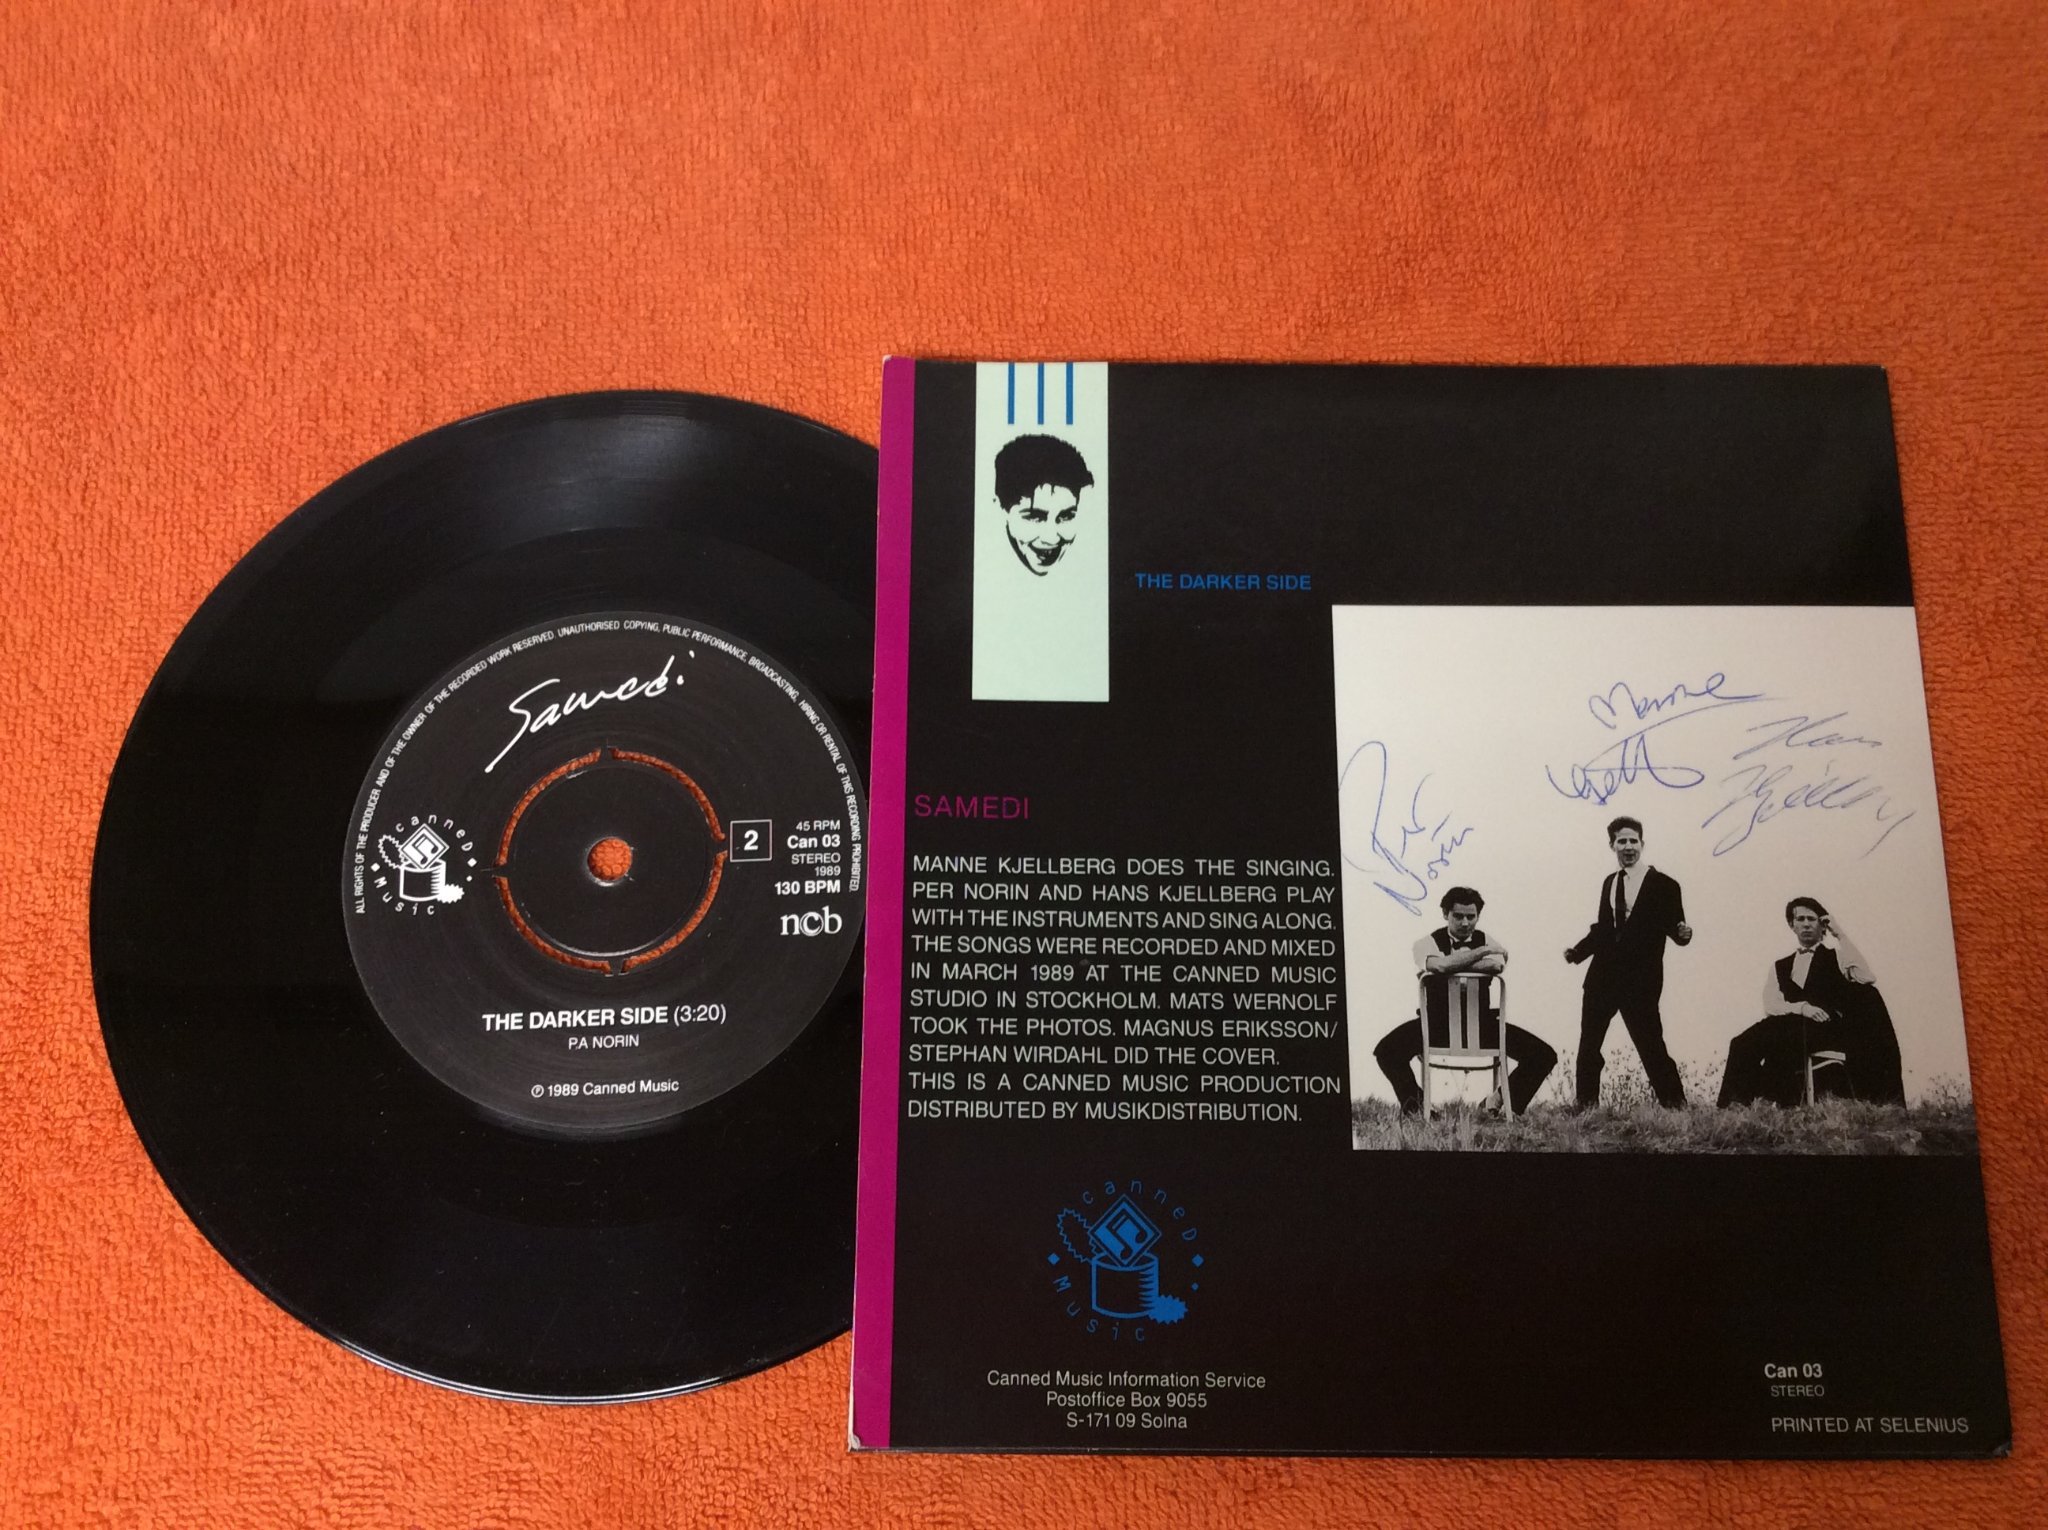 ALL RIGHTS OF THE PRODUCER AND OF THE OWNER OF THE RECORDED WORK RESERVED. UNAUTHORISED COPYING, PUBLIC PERFORMANCE, BROADCASTING, HIRING OR RENTAL OF THIS RECORDING PROHIBITED.
Samedi
canneD
Music
2
45 RPM
Can 03
STEREO
1989
130 BPM
ncb
THE DARKER SIDE (3:20)
P.A NORIN
℗ 1989 Canned Music
THE DARKER SIDE
SAMEDI
MANNE KJELLBERG DOES THE SINGING.
PER NORIN AND HANS KJELLBERG PLAY
WITH THE INSTRUMENTS AND SING ALONG.
THE SONGS WERE RECORDED AND MIXED
IN MARCH 1989 AT THE CANNED MUSIC
STUDIO IN STOCKHOLM. MATS WERNOLF
TOOK THE PHOTOS. MAGNUS ERIKSSON/
STEPHAN WIRDAHL DID THE COVER.
THIS IS A CANNED MUSIC PRODUCTION
DISTRIBUTED BY MUSIKDISTRIBUTION.
Per
Norin
Manne
Hans
canneD
Music
Canned Music Information Service
Postoffice Box 9055
S-171 09 Solna
Can 03
STEREO
PRINTED AT SELENIUS